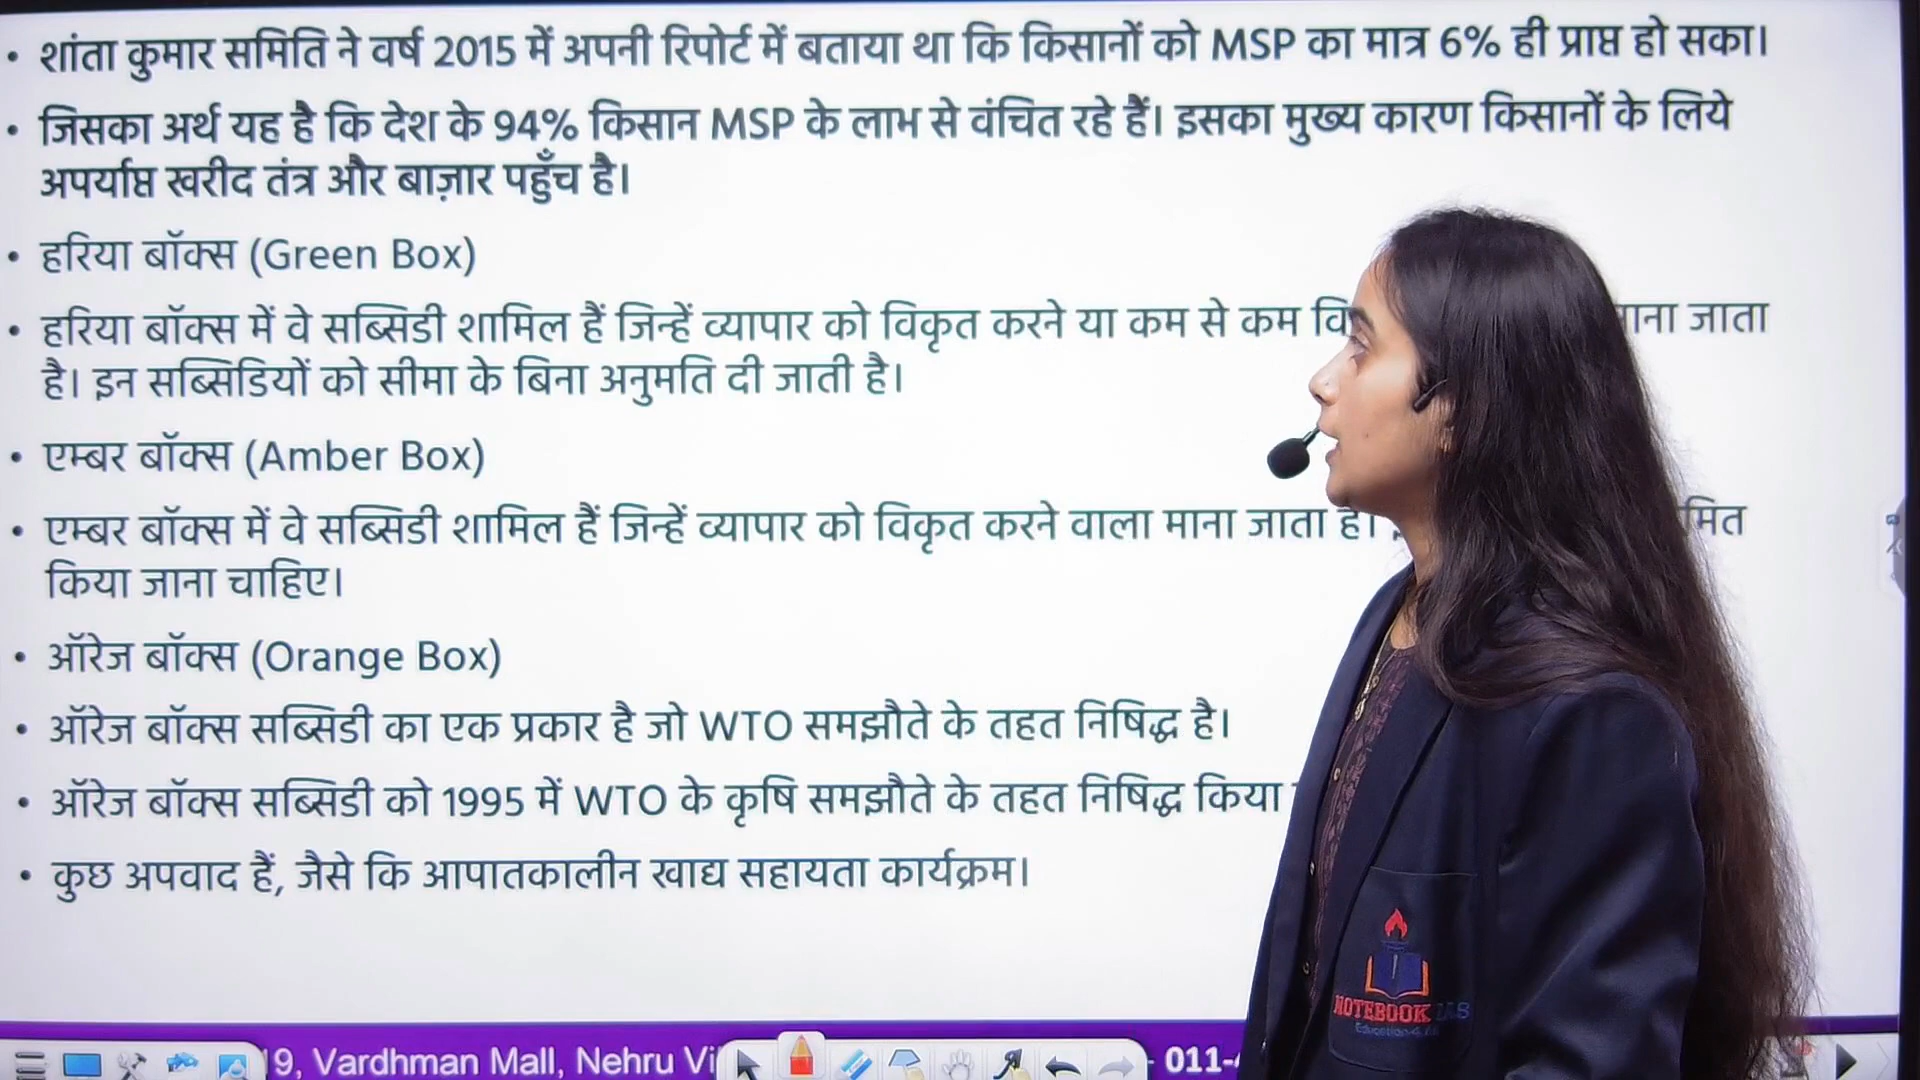 • शांता कुमार समिति ने वर्ष 2015 में अपनी रिपोर्ट में बताया था कि किसानों को MSP का मात्र 6% ही प्राप्त हो सका।
• जिसका अर्थ यह है कि देश के 94% किसान MSP के लाभ से वंचित रहे हैं। इसका मुख्य कारण किसानों के लिये
अपर्याप्त खरीद तंत्र और बाज़ार पहुँच है।
• हरिया बॉक्स (Green Box)
• हरिया बॉक्स में वे सब्सिडी शामिल हैं जिन्हें व्यापार को विकृत करने या कम से कम जाता
है। इन सब्सिडियों को सीमा के बिना अनुमति दी जाती है।
• एम्बर बॉक्स (Amber Box)
• एम्बर बॉक्स में वे सब्सिडी शामिल हैं जिन्हें व्यापार को विकृत करने वाला माना जाता
किया जाना चाहिए।
• ऑरेज बॉक्स (Orange Box)
• ऑरेज बॉक्स सब्सिडी का एक प्रकार है जो WTO समझौते के तहत निषिद्ध है।
• ऑरेज बॉक्स सब्सिडी को 1995 में WTO के कृषि समझौते के तहत निषिद्ध किया
• कुछ अपवाद हैं, जैसे कि आपातकालीन खाद्य सहायता कार्यक्रम।
NOTEBOOK IAS
9, Vardhman Mall, Nehru
011-